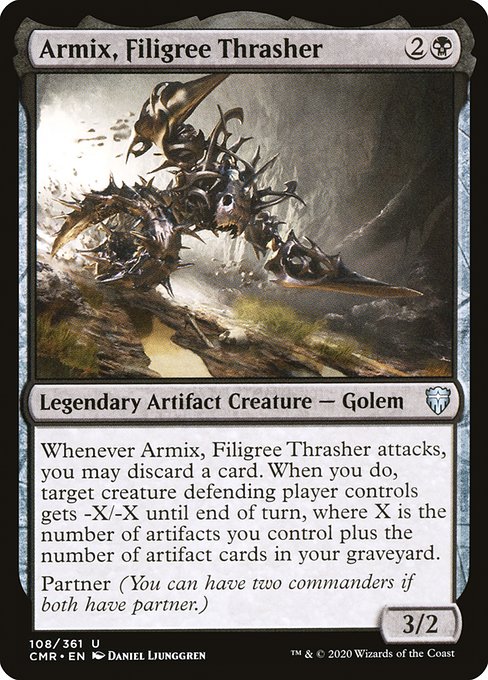 Armix, Filigree Thrasher 2
Legendary Artifact Creature — Golem
Whenever Armix, Filigree Thrasher attacks,
you may discard a card. When you do,
target creature defending player controls
gets -X/-X until end of turn, where X is the
number of artifacts you control plus the
number of artifact cards in your graveyard.
Partner (You can have two commanders if
both have partner.)
3/2
108/361 U
CMR • EN Daniel Ljunggren
™ & © 2020 Wizards of the Coast